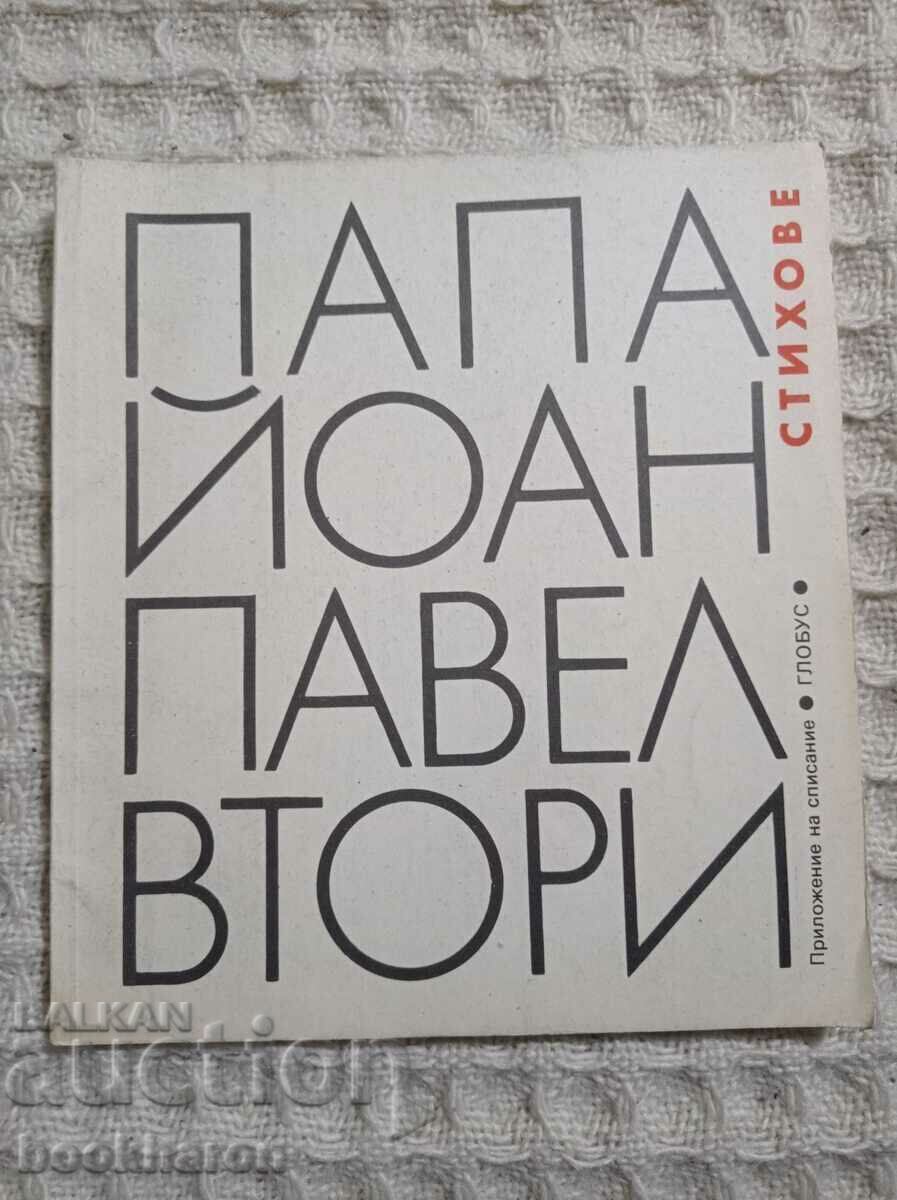 ПАПА
ЙОАН
ПАВЕЛ
ВТОРИ
СТИХОВЕ
Приложение на списание ● ГЛОБУС ●
BALKAN
auction
bookharon